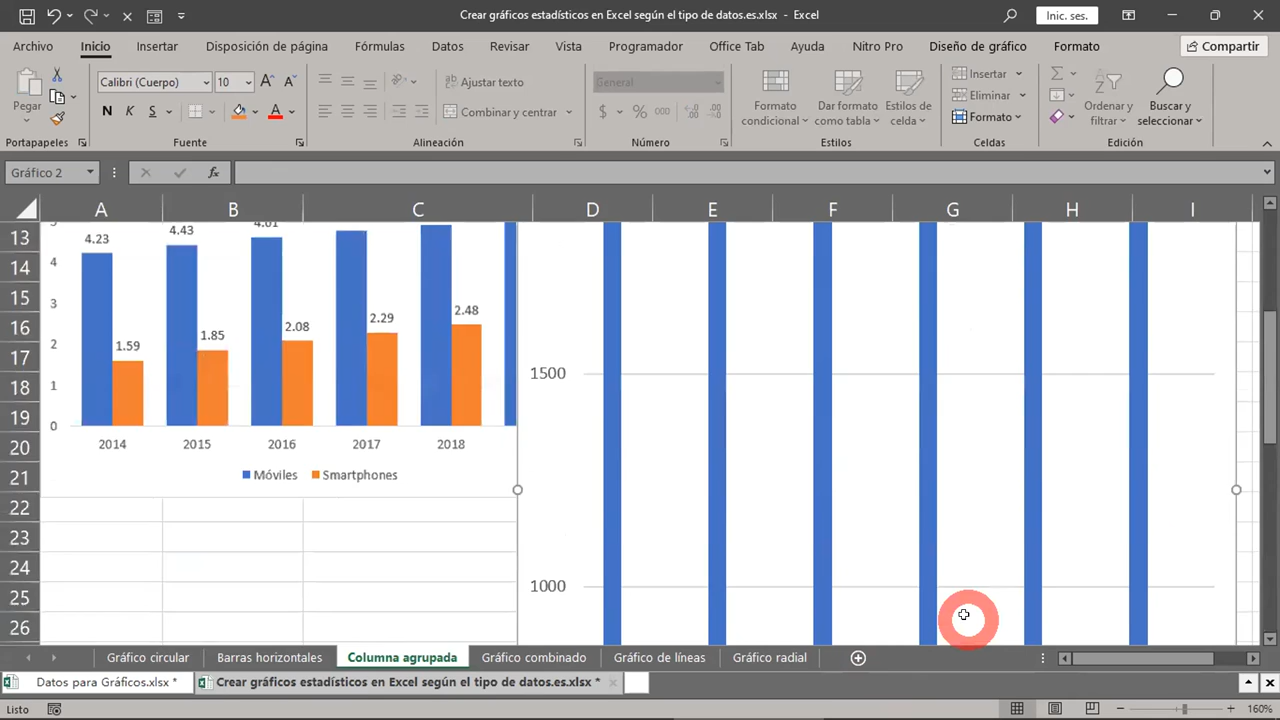 Crear gráficos estadísticos en Excel según el tipo de datos.es.xlsx - Excel
Inic. ses.
Archivo Inicio Insertar Disposición de página Fórmulas Datos Revisar Vista Programador Office Tab Ayuda Nitro Pro Diseño de gráfico Formato Compartir
Calibri (Cuerpo) 10 Ajustar texto General Insertar
Pegar N K S Combinar y centrar $ % 000 Formato condicional Dar formato como tabla Estilos de celda Eliminar Formato Ordenar y filtrar Buscar y seleccionar
Portapapeles Fuente Alineación Número Estilos Celdas Edición
Gráfico 2 fx
A B C D E F G H I
13
14
15
16
17
18
19
20
21
22
23
24
25
26
4.23 4.43
4
3
2
1
0
1.59 1.85 2.08 2.29 2.48
2014 2015 2016 2017 2018
Móviles Smartphones
1500
1000
Gráfico circular Barras horizontales Columna agrupada Gráfico combinado Gráfico de líneas Gráfico radial
Datos para Gráficos.xlsx * Crear gráficos estadísticos en Excel según el tipo de datos.es.xlsx *
Listo 160%